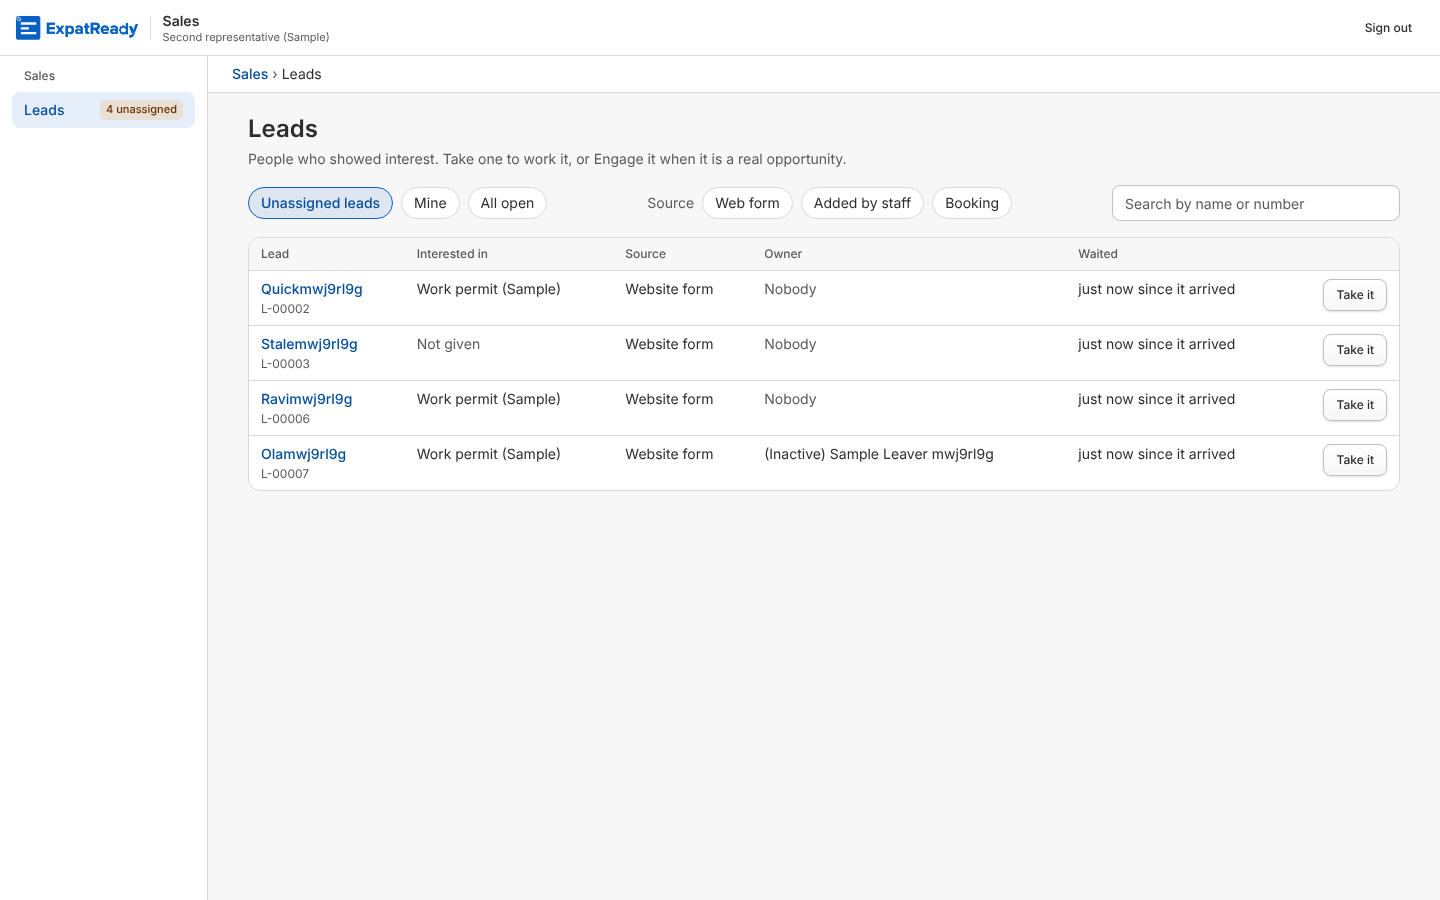 ExpatReady
Sales
Second representative (Sample)
Sign out
Sales
Leads 4 unassigned
Sales › Leads
Leads
People who showed interest. Take one to work it, or Engage it when it is a real opportunity.
Unassigned leads Mine All open Source Web form Added by staff Booking Search by name or number
Lead Interested in Source Owner Waited
Quickmwj9rl9g Work permit (Sample) Website form Nobody just now since it arrived Take it
L-00002
Stalemwj9rl9g Not given Website form Nobody just now since it arrived Take it
L-00003
Ravimwj9rl9g Work permit (Sample) Website form Nobody just now since it arrived Take it
L-00006
Olamwj9rl9g Work permit (Sample) Website form (Inactive) Sample Leaver mwj9rl9g just now since it arrived Take it
L-00007